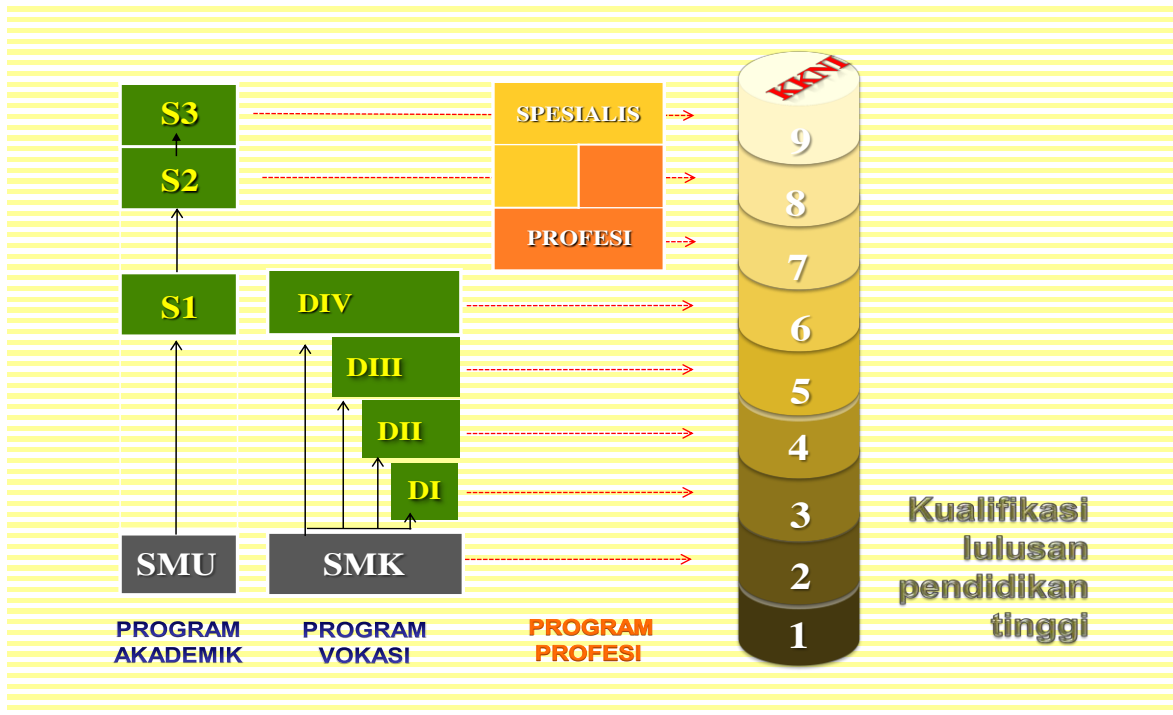 S3
S2
S1
SMU
PROGRAM
AKADEMIK
DIV
DIII
DII
DI
SMK
PROGRAM
VOKASI
SPESIALIS
PROFESI
PROGRAM
PROFESI
KKNI
9
8
7
6
5
4
3
2
1
Kualifikasi
lulusan
pendidikan
tinggi